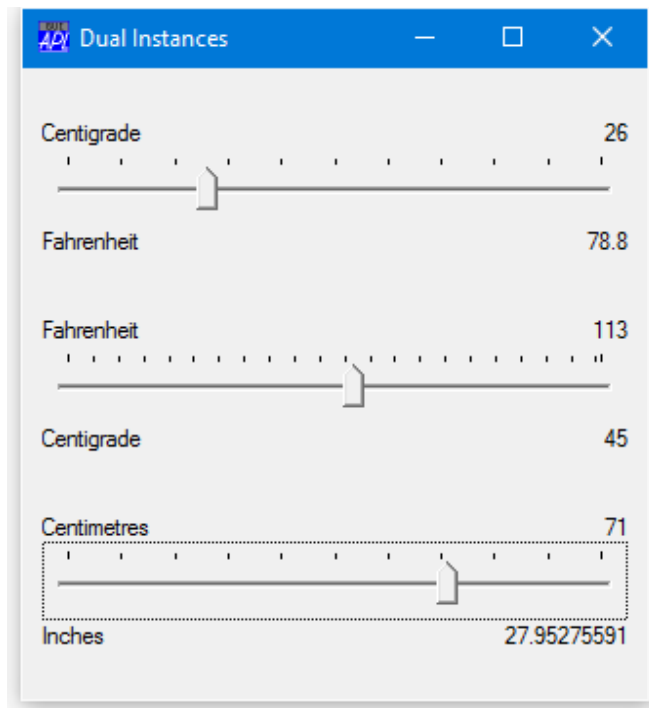 Dual Instances
Centigrade 26
Fahrenheit 78.8
Fahrenheit 113
Centigrade 45
Centimetres 71
Inches 27.95275591